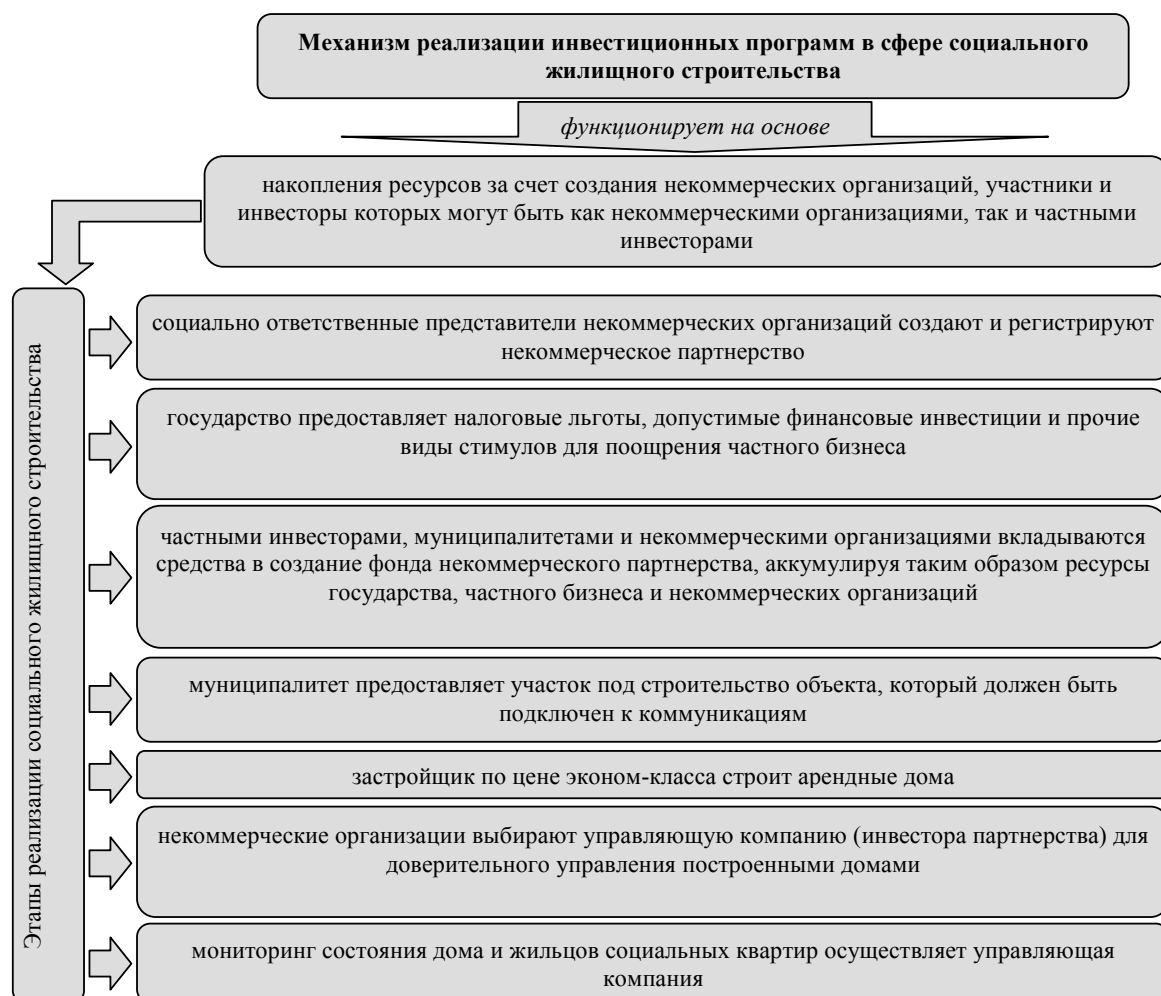 Механизм реализации инвестиционных программ в сфере социального
жилищного строительства
функционирует на основе
накопления ресурсов за счет создания некоммерческих организаций, участники и
инвесторы которых могут быть как некоммерческими организациями, так и частными
инвесторами
Этапы реализации социального жилищного строительства
социально ответственные представители некоммерческих организаций создают и регистрируют
некоммерческое партнерство
государство предоставляет налоговые льготы, допустимые финансовые инвестиции и прочие
виды стимулов для поощрения частного бизнеса
частными инвесторами, муниципалитетами и некоммерческими организациями вкладываются
средства в создание фонда некоммерческого партнерства, аккумулируя таким образом ресурсы
государства, частного бизнеса и некоммерческих организаций
муниципалитет предоставляет участок под строительство объекта, который должен быть
подключен к коммуникациям
застройщик по цене эконом-класса строит арендные дома
некоммерческие организации выбирают управляющую компанию (инвестора партнерства) для
доверительного управления построенными домами
мониторинг состояния дома и жильцов социальных квартир осуществляет управляющая
компания